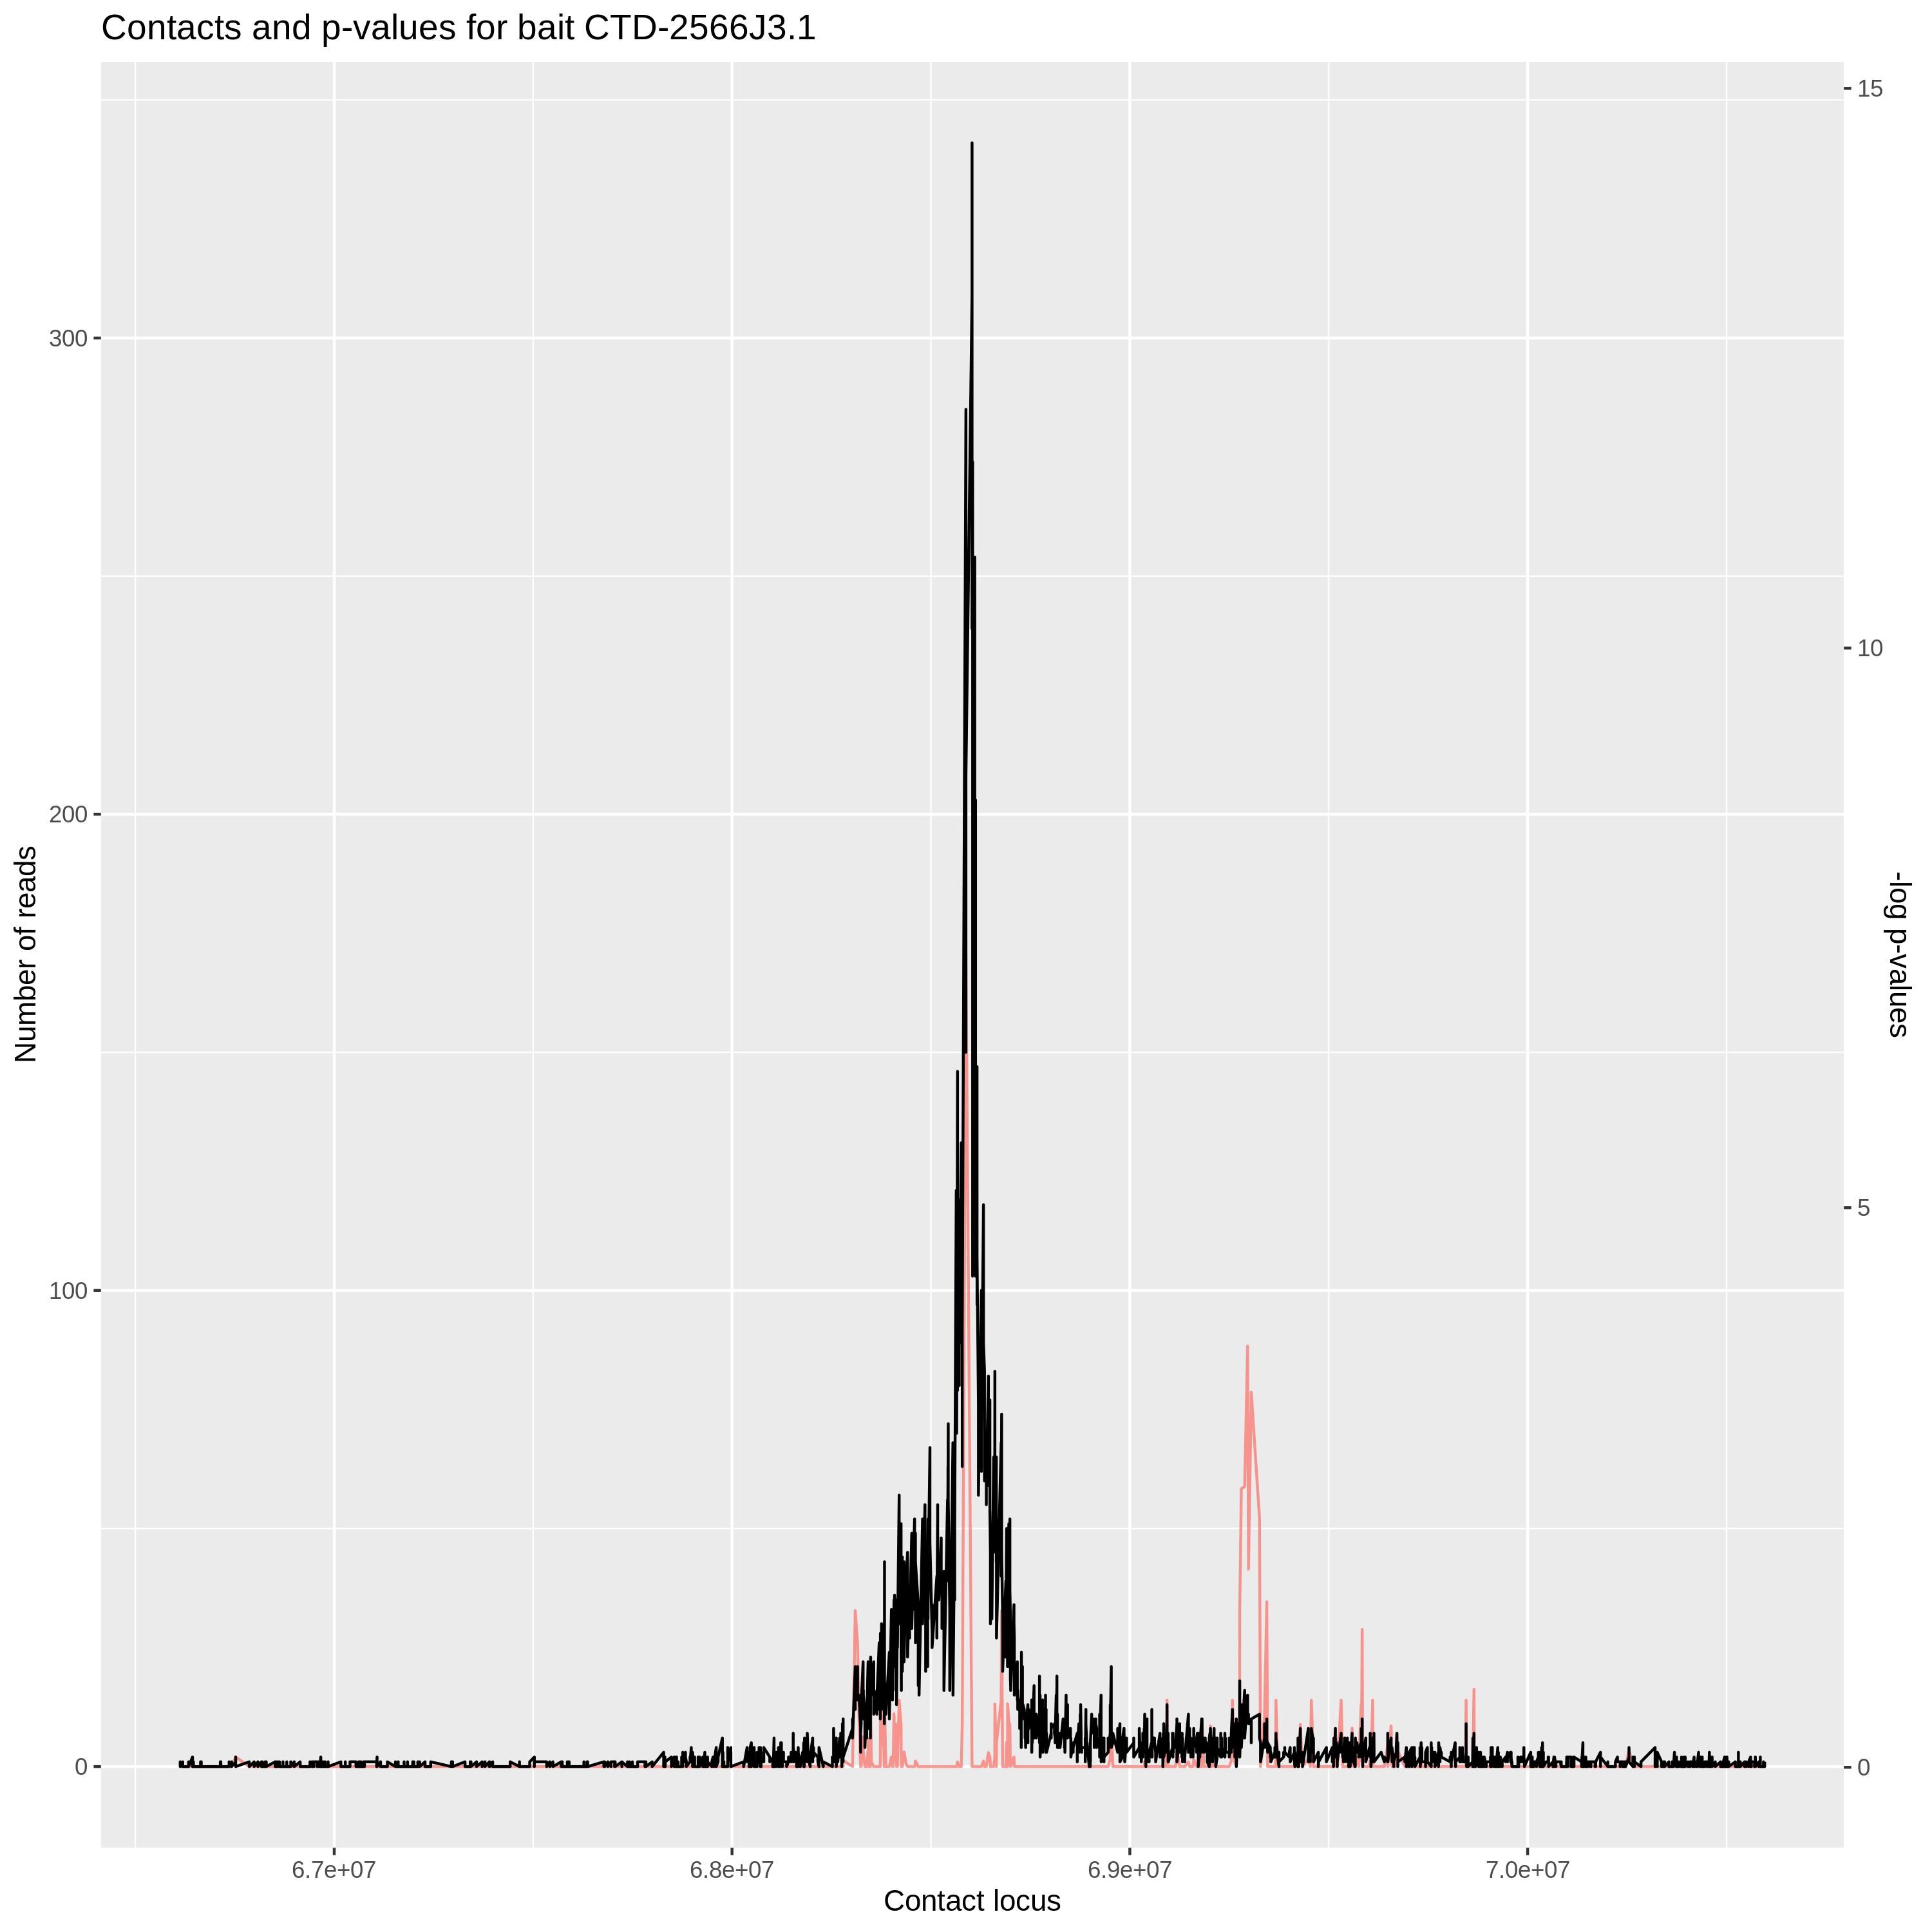 Contacts and p-values for bait CTD-2566J3.1
15
300
10
200
Number of reads
-log p-values
5
100
0
0
6.7e+07
6.8e+07
6.9e+07
7.0e+07
Contact locus